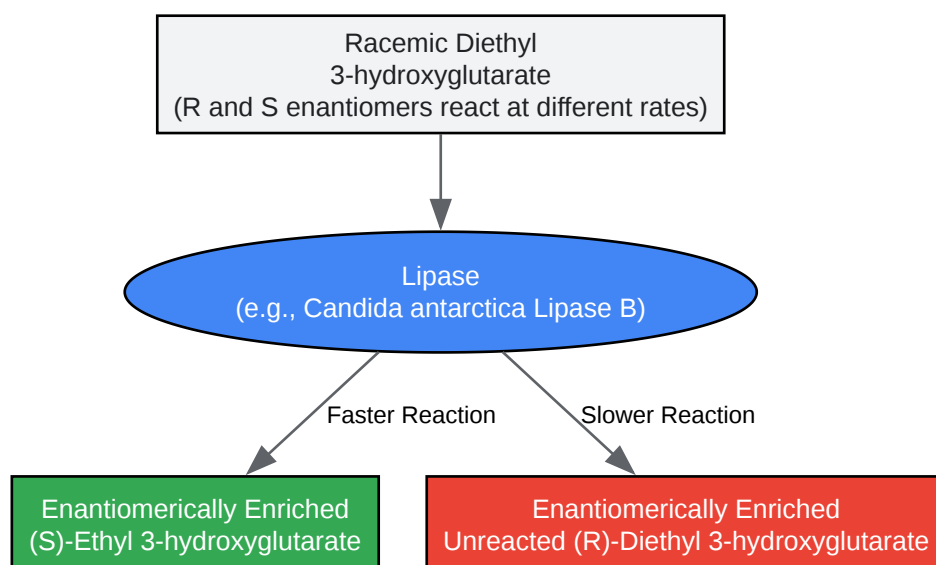 Racemic Diethyl
3-hydroxyglutarate
(R and S enantiomers react at different rates)
Lipase
(e.g., Candida antarctica Lipase B)
Faster Reaction
Slower Reaction
Enantiomerically Enriched
(S)-Ethyl 3-hydroxyglutarate
Enantiomerically Enriched
Unreacted (R)-Diethyl 3-hydroxyglutarate